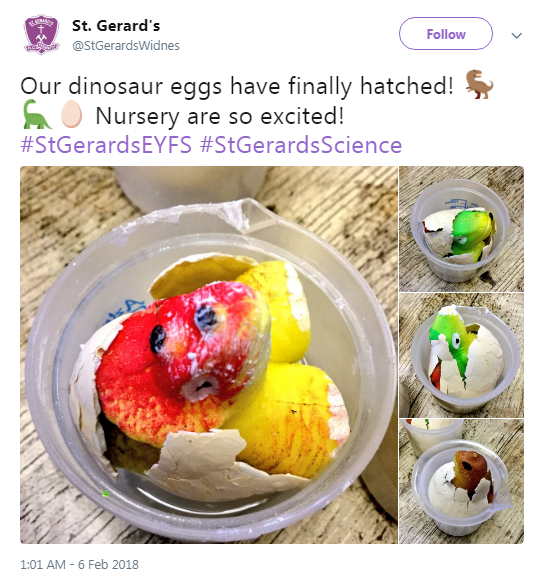 St. Gerard's
@StGerardsWidnes
Follow
Our dinosaur eggs have finally hatched! 🦖
🦕🥚 Nursery are so excited!
#StGerardsEYFS #StGerardsScience
1:01 AM - 6 Feb 2018